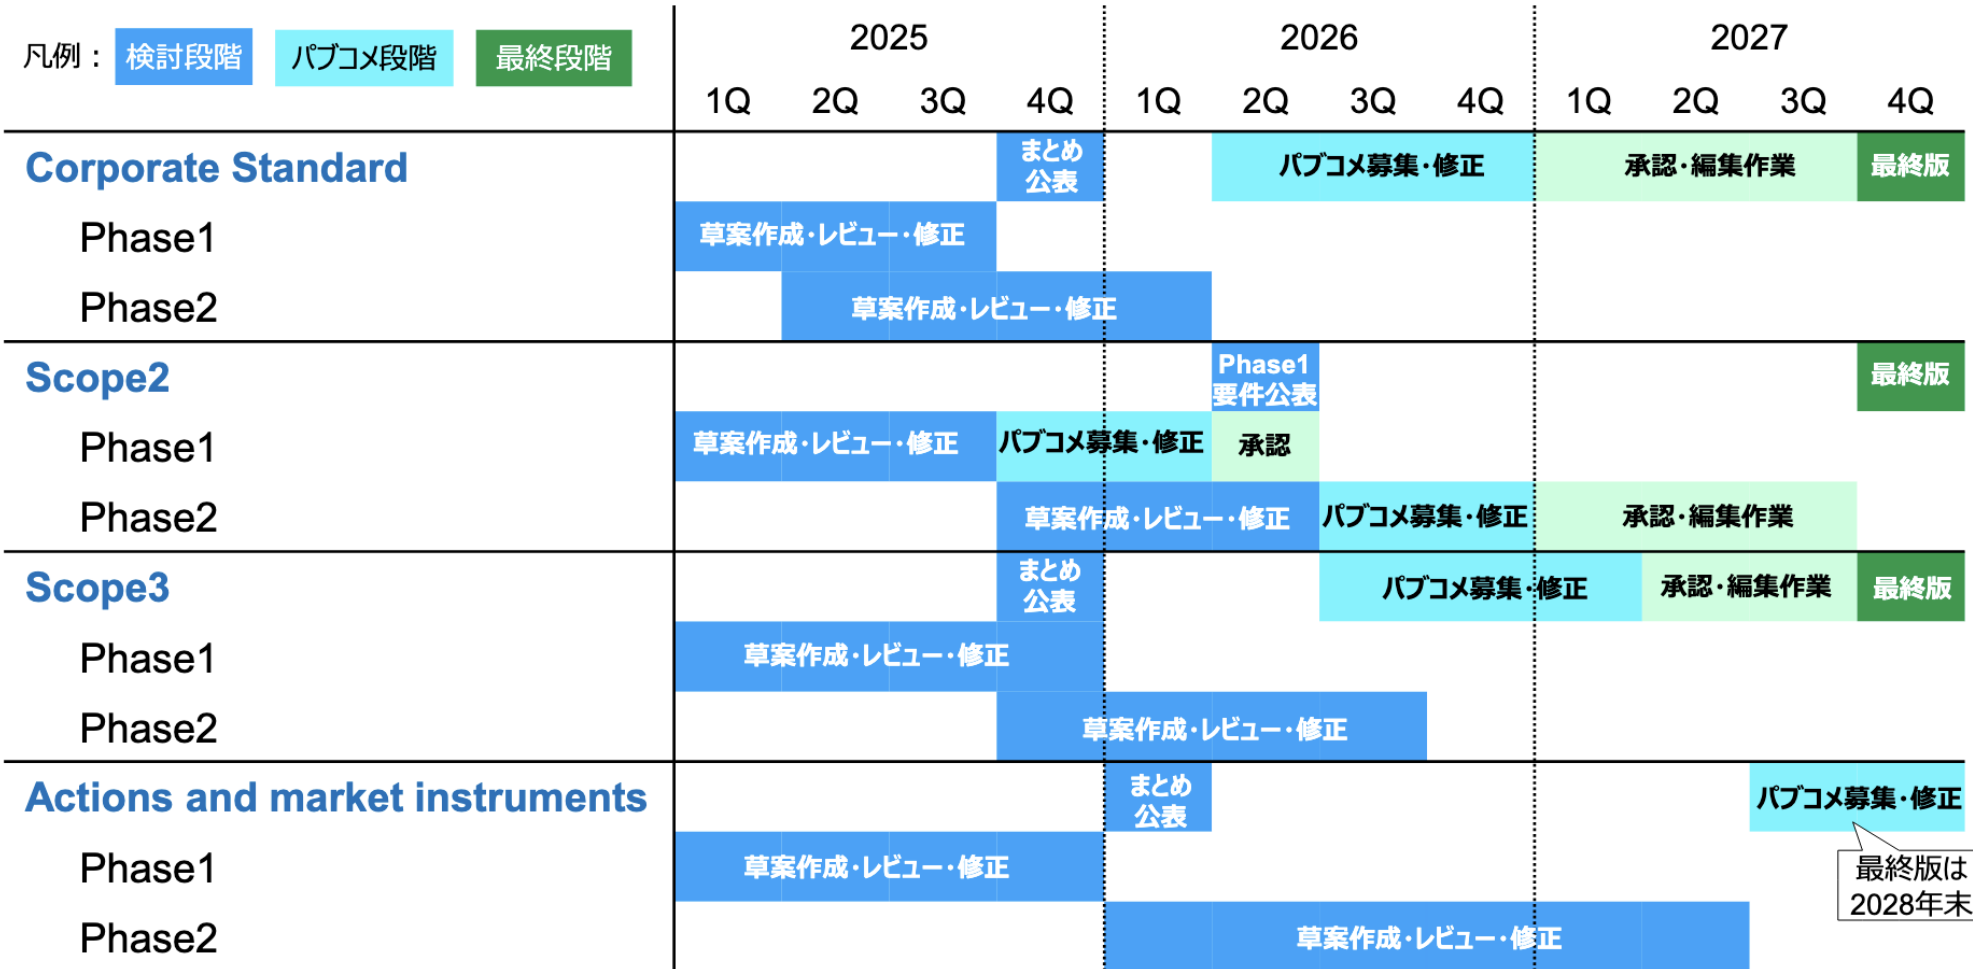 凡例： 検討段階 パブコメ段階 最終段階
2025 2026 2027
1Q 2Q 3Q 4Q 1Q 2Q 3Q 4Q 1Q 2Q 3Q 4Q
Corporate Standard
まとめ
公表
パブコメ募集・修正
承認・編集作業
最終版
Phase1
草案作成・レビュー・修正
Phase2
草案作成・レビュー・修正
Scope2
Phase1
要件公表
最終版
Phase1
草案作成・レビュー・修正
パブコメ募集・修正
承認
Phase2
草案作成・レビュー・修正
パブコメ募集・修正
承認・編集作業
Scope3
まとめ
公表
パブコメ募集・修正
承認・編集作業
最終版
Phase1
草案作成・レビュー・修正
Phase2
草案作成・レビュー・修正
Actions and market instruments
まとめ
公表
パブコメ募集・修正
最終版は
2028年末
Phase1
草案作成・レビュー・修正
Phase2
草案作成・レビュー・修正